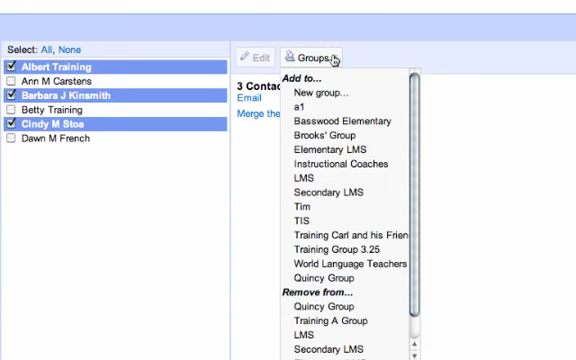 Select: All, None
Albert Training
Ann M Carstens
Barbara J Kinsmith
Betty Training
Cindy M Stoa
Dawn M French
Edit
Groups
3 Contac
Email
Merge the
Add to...
New group...
a1
Basswood Elementary
Brooks' Group
Elementary LMS
Instructional Coaches
LMS
Secondary LMS
Tim
TIS
Training Carl and his Frien
Training Group 3.25
World Language Teachers
Quincy Group
Remove from...
Quincy Group
Training A Group
LMS
Secondary LMS